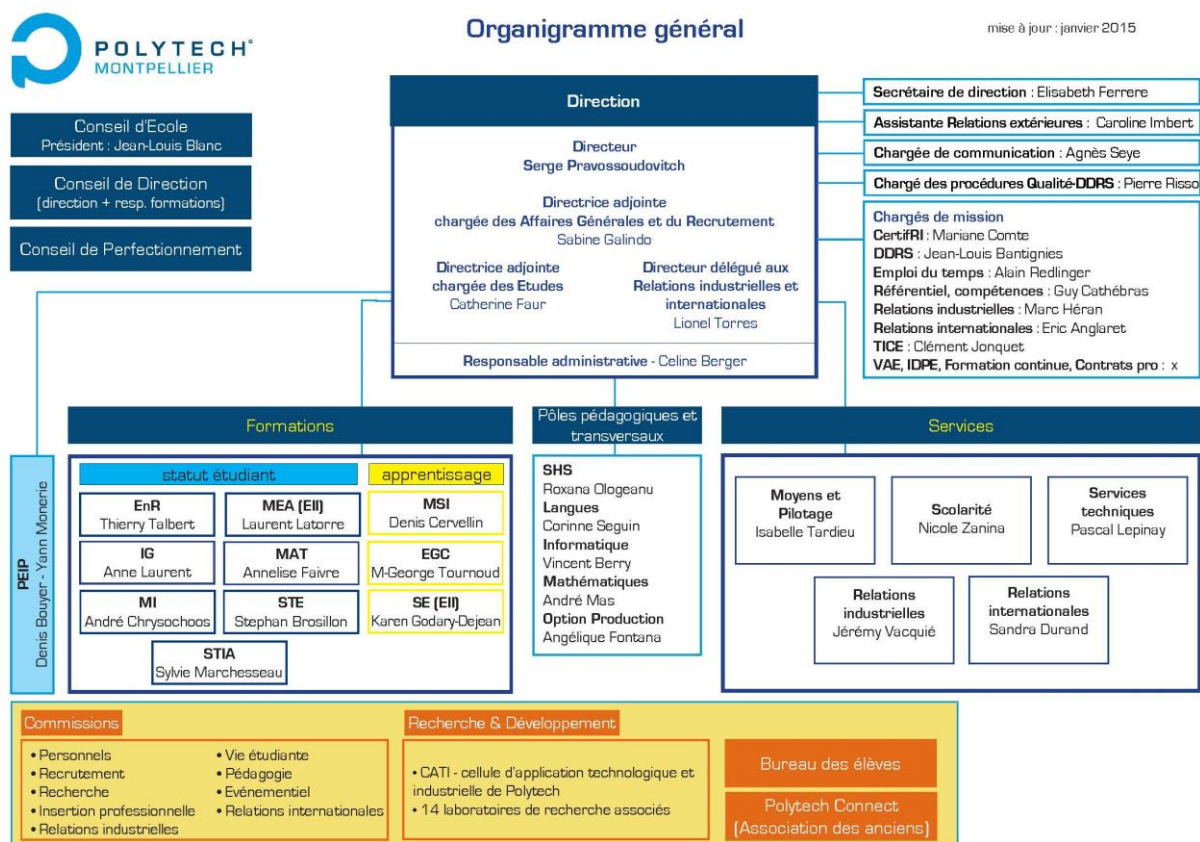 POLYTECH®
MONTPELLIER
Organigramme général
mise à jour : janvier 2015
Conseil d'Ecole
Président : Jean-Louis Blanc
Conseil de Direction
(direction + resp. formations)
Conseil de Perfectionnement
Direction
Directeur
Serge Pravossoudovitch
Directrice adjointe
chargée des Affaires Générales et du Recrutement
Sabine Galindo
Directrice adjointe
chargée des Etudes
Catherine Faur
Directeur délégué aux
Relations industrielles et
internationales
Lionel Torres
Responsable administrative - Celine Berger
Secrétaire de direction : Elisabeth Ferrere
Assistante Relations extérieures : Caroline Imbert
Chargée de communication : Agnès Seye
Chargé des procédures Qualité-DDRS : Pierre Risso
Chargés de mission
CertifRI : Mariane Comte
DDRS : Jean-Louis Bantignies
Emploi du temps : Alain Redlinger
Référentiel, compétences : Guy Cathébras
Relations industrielles : Marc Héran
Relations internationales : Eric Anglaret
TICE : Clément Jonquet
VAE, IDPE, Formation continue, Contrats pro : x
PEIP
Denis Bouyer - Yann Monerie
Formations
statut étudiant
EnR
Thierry Talbert
MEA (EII)
Laurent Latorre
IG
Anne Laurent
MAT
Annelise Faivre
MI
André Chrysochoos
STE
Stephan Brosillon
STIA
Sylvie Marchesseau
apprentissage
MSI
Denis Cervellin
EGC
M-George Tournoud
SE (EII)
Karen Godary-Dejean
Pôles pédagogiques et
transversaux
SHS
Roxana Ologeanu
Langues
Corinne Seguin
Informatique
Vincent Berry
Mathématiques
André Mas
Option Production
Angélique Fontana
Services
Moyens et
Pilotage
Isabelle Tardieu
Scolarité
Nicole Zanina
Services
techniques
Pascal Lepinay
Relations
industrielles
Jérémy Vacquié
Relations
internationales
Sandra Durand
Commissions
• Personnels
• Recrutement
• Recherche
• Insertion professionnelle
• Relations industrielles
• Vie étudiante
• Pédagogie
• Evénementiel
• Relations internationales
Recherche & Développement
• CATI - cellule d'application technologique et
industrielle de Polytech
• 14 laboratoires de recherche associés
Bureau des élèves
Polytech Connect
(Association des anciens)